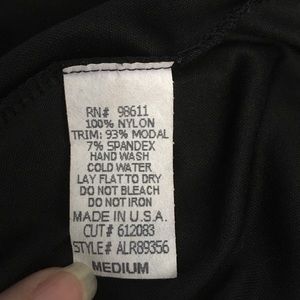 RN# 98611
100% NYLON
TRIM: 93% MODAL
7% SPANDEX
HAND WASH
COLD WATER
LAY FLAT TO DRY
DO NOT BLEACH
DO NOT IRON
MADE IN U.S.A.
CUT# 612083
STYLE# ALR89356
MEDIUM